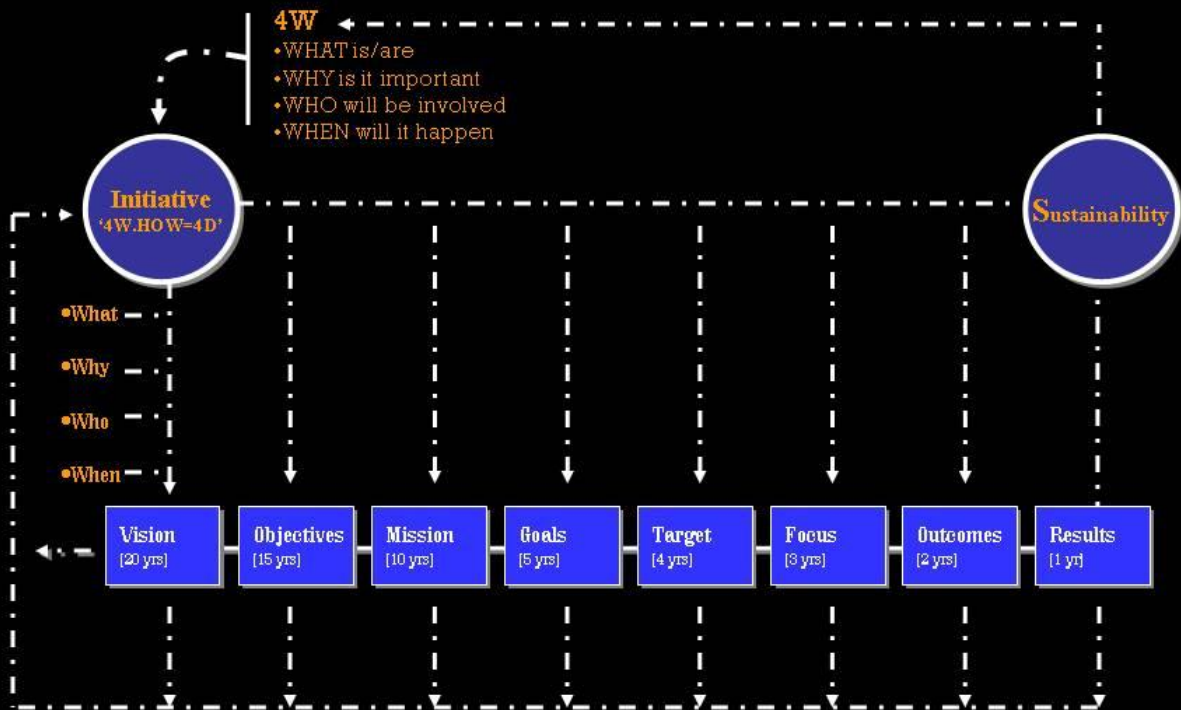 4W
•WHAT is/are
•WHY is it important
•WHO will be involved
•WHEN will it happen
Initiative
‘4W.HOW=4D’
Sustainability
•What
•Why
•Who
•When
Vision
[20 yrs]
Objectives
[15 yrs]
Mission
[10 yrs]
Goals
[5 yrs]
Target
[4 yrs]
Focus
[3 yrs]
Outcomes
[2 yrs]
Results
[1 yr]